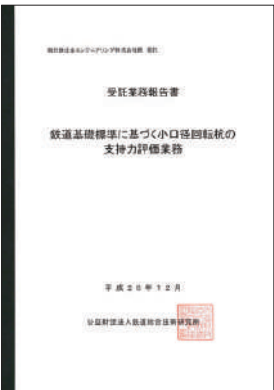 受託業務報告書
鉄道基礎標準に基づく小口径回転杭の
支持力評価業務
平成20年12月
公益財団法人鉄道総合技術研究所